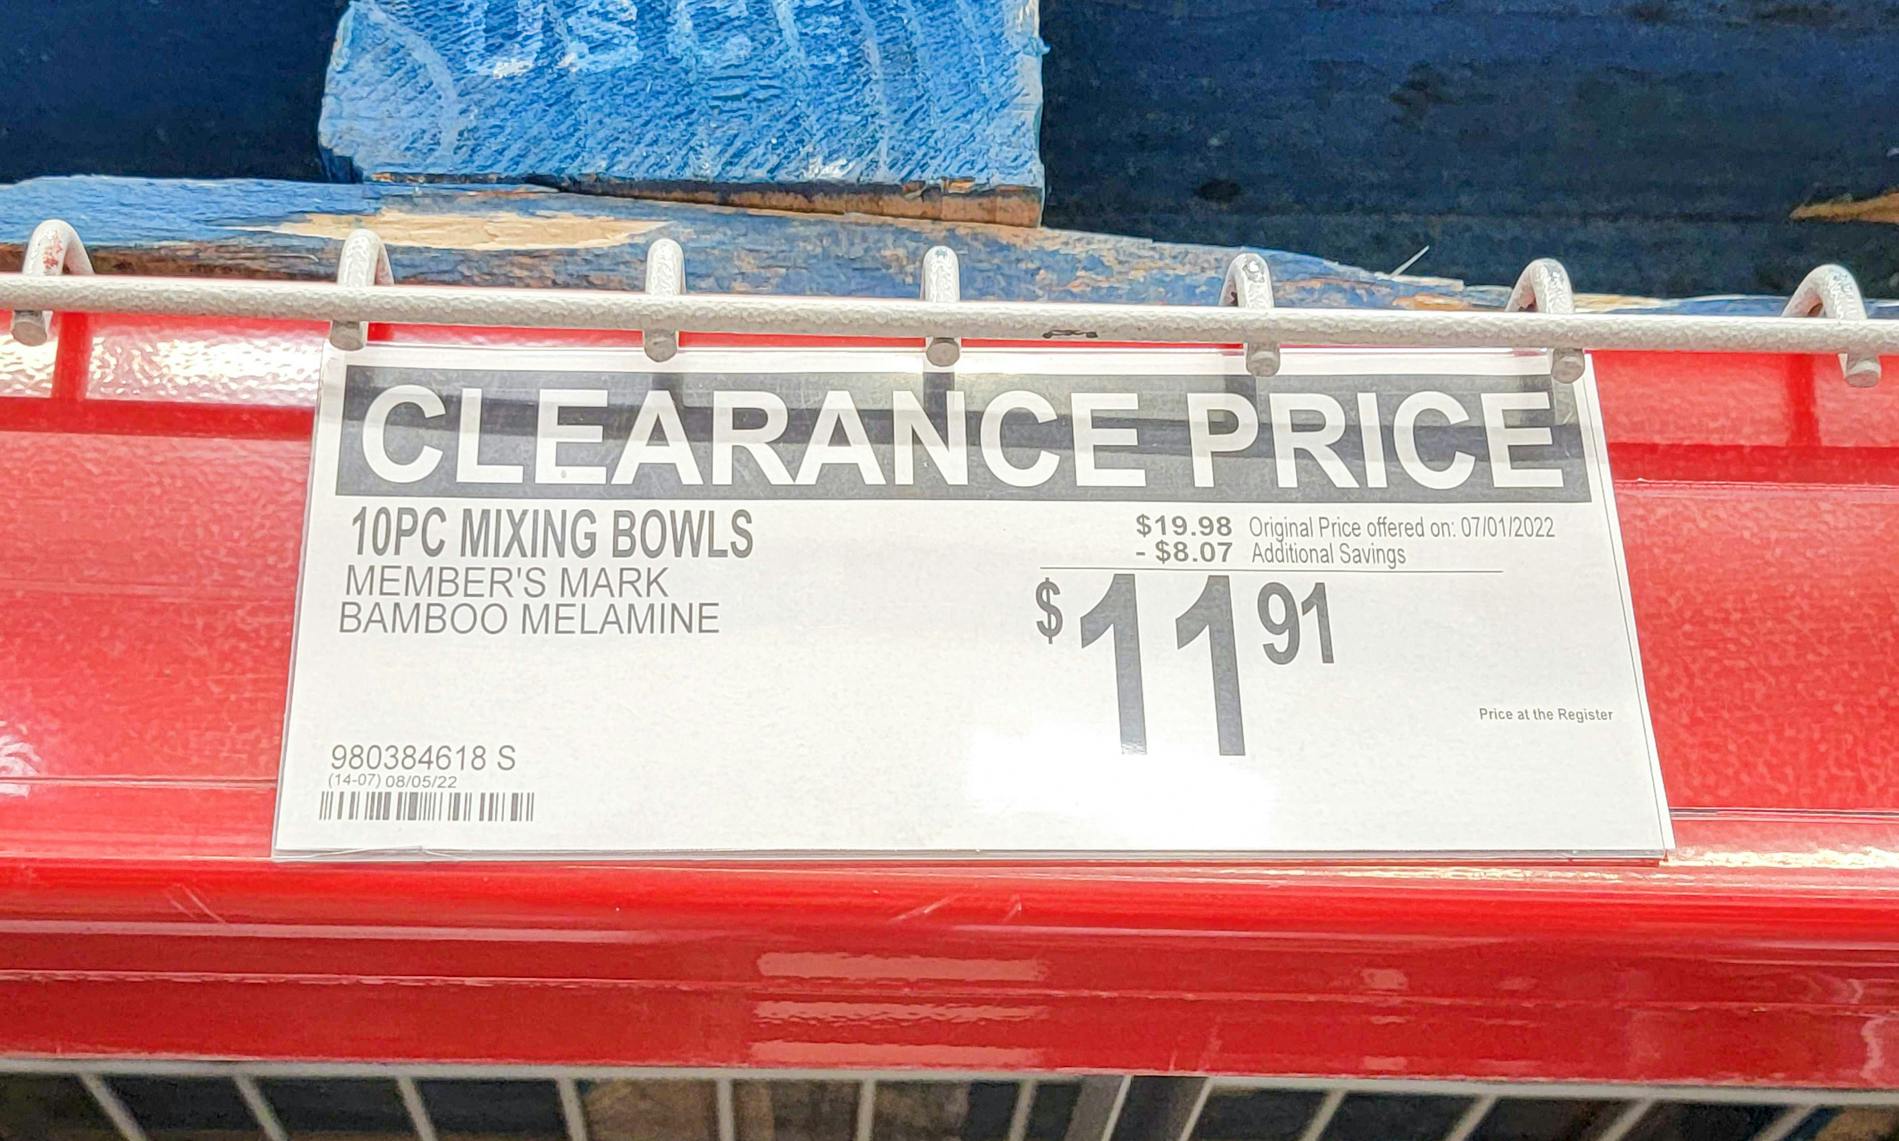 CLEARANCE PRICE
10PC MIXING BOWLS
MEMBER'S MARK
BAMBOO MELAMINE
$19.98 Original Price offered on: 07/01/2022
- $8.07 Additional Savings
$11 91
Price at the Register
980384618 S
(14-07) 08/05/22